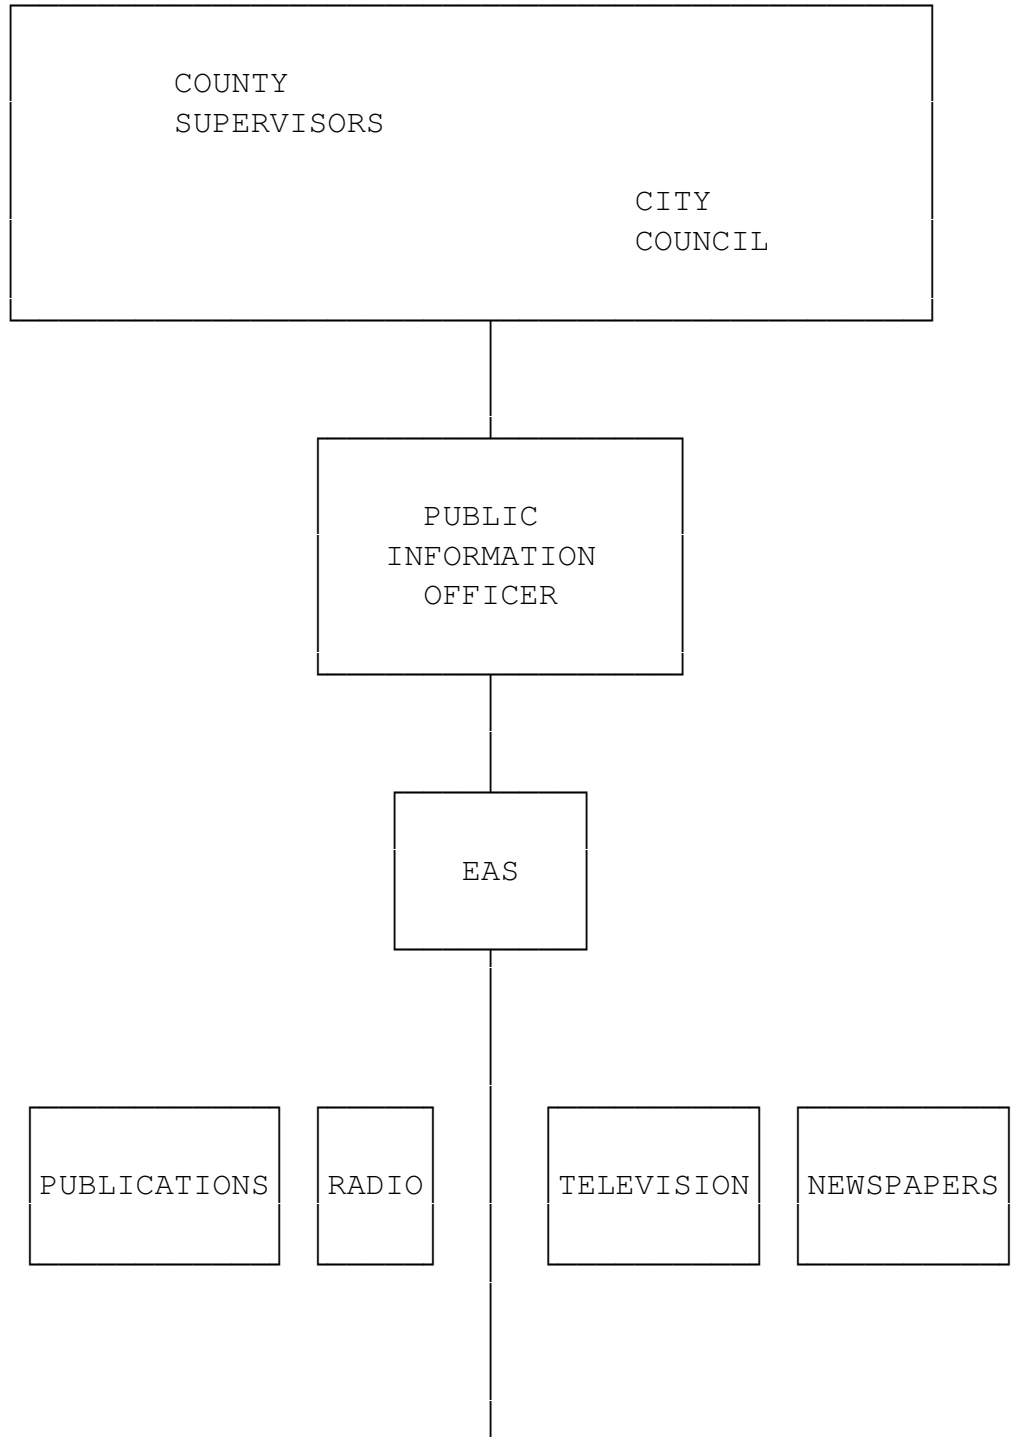 COUNTY
SUPERVISORS
CITY
COUNCIL
PUBLIC
INFORMATION
OFFICER
EAS
PUBLICATIONS
RADIO
TELEVISION
NEWSPAPERS